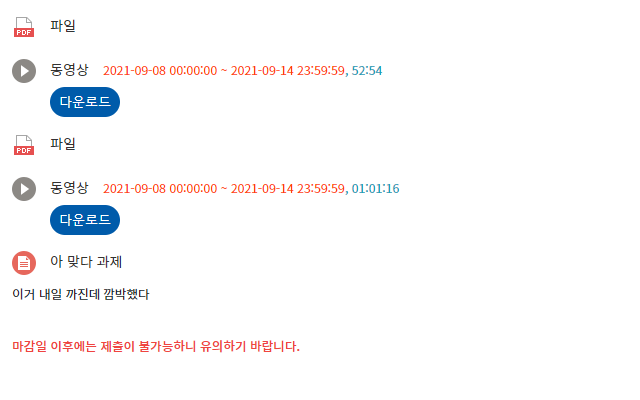 PDF 파일
동영상 2021-09-08 00:00:00 ~ 2021-09-14 23:59:59, 52:54
다운로드
PDF 파일
동영상 2021-09-08 00:00:00 ~ 2021-09-14 23:59:59, 01:01:16
다운로드
아 맞다 과제
이거 내일 까진데 깜박했다
마감일 이후에는 제출이 불가능하니 유의하기 바랍니다.